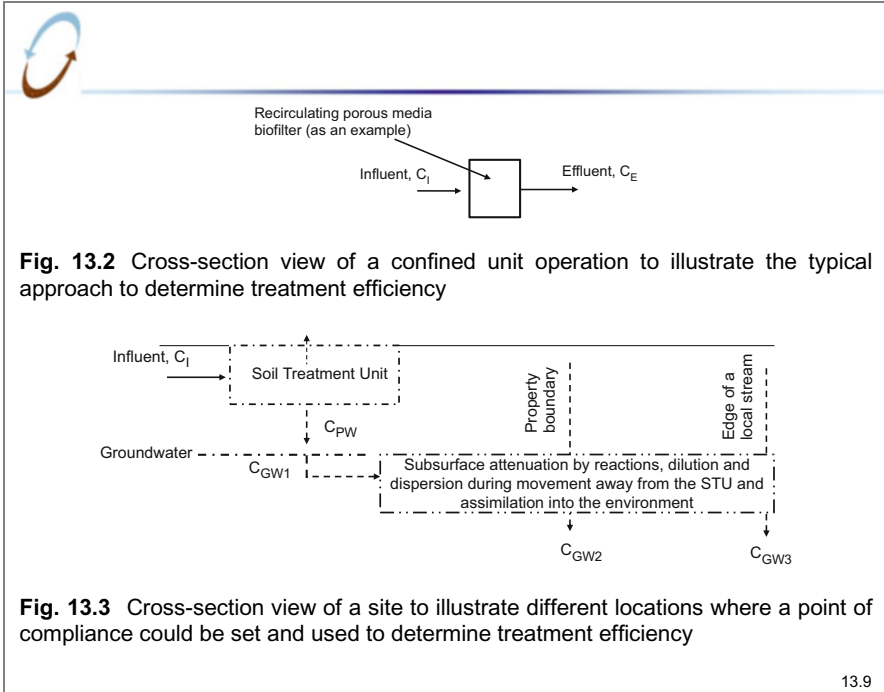 Recirculating porous media
biofilter (as an example)
Influent, C_I
Effluent, C_E
Fig. 13.2 Cross-section view of a confined unit operation to illustrate the typical
approach to determine treatment efficiency
Influent, C_I
Soil Treatment Unit
Property
boundary
Edge of a
local stream
C_PW
Groundwater
C_GW1
Subsurface attenuation by reactions, dilution and
dispersion during movement away from the STU and
assimilation into the environment
C_GW2
C_GW3
Fig. 13.3 Cross-section view of a site to illustrate different locations where a point of
compliance could be set and used to determine treatment efficiency
13.9